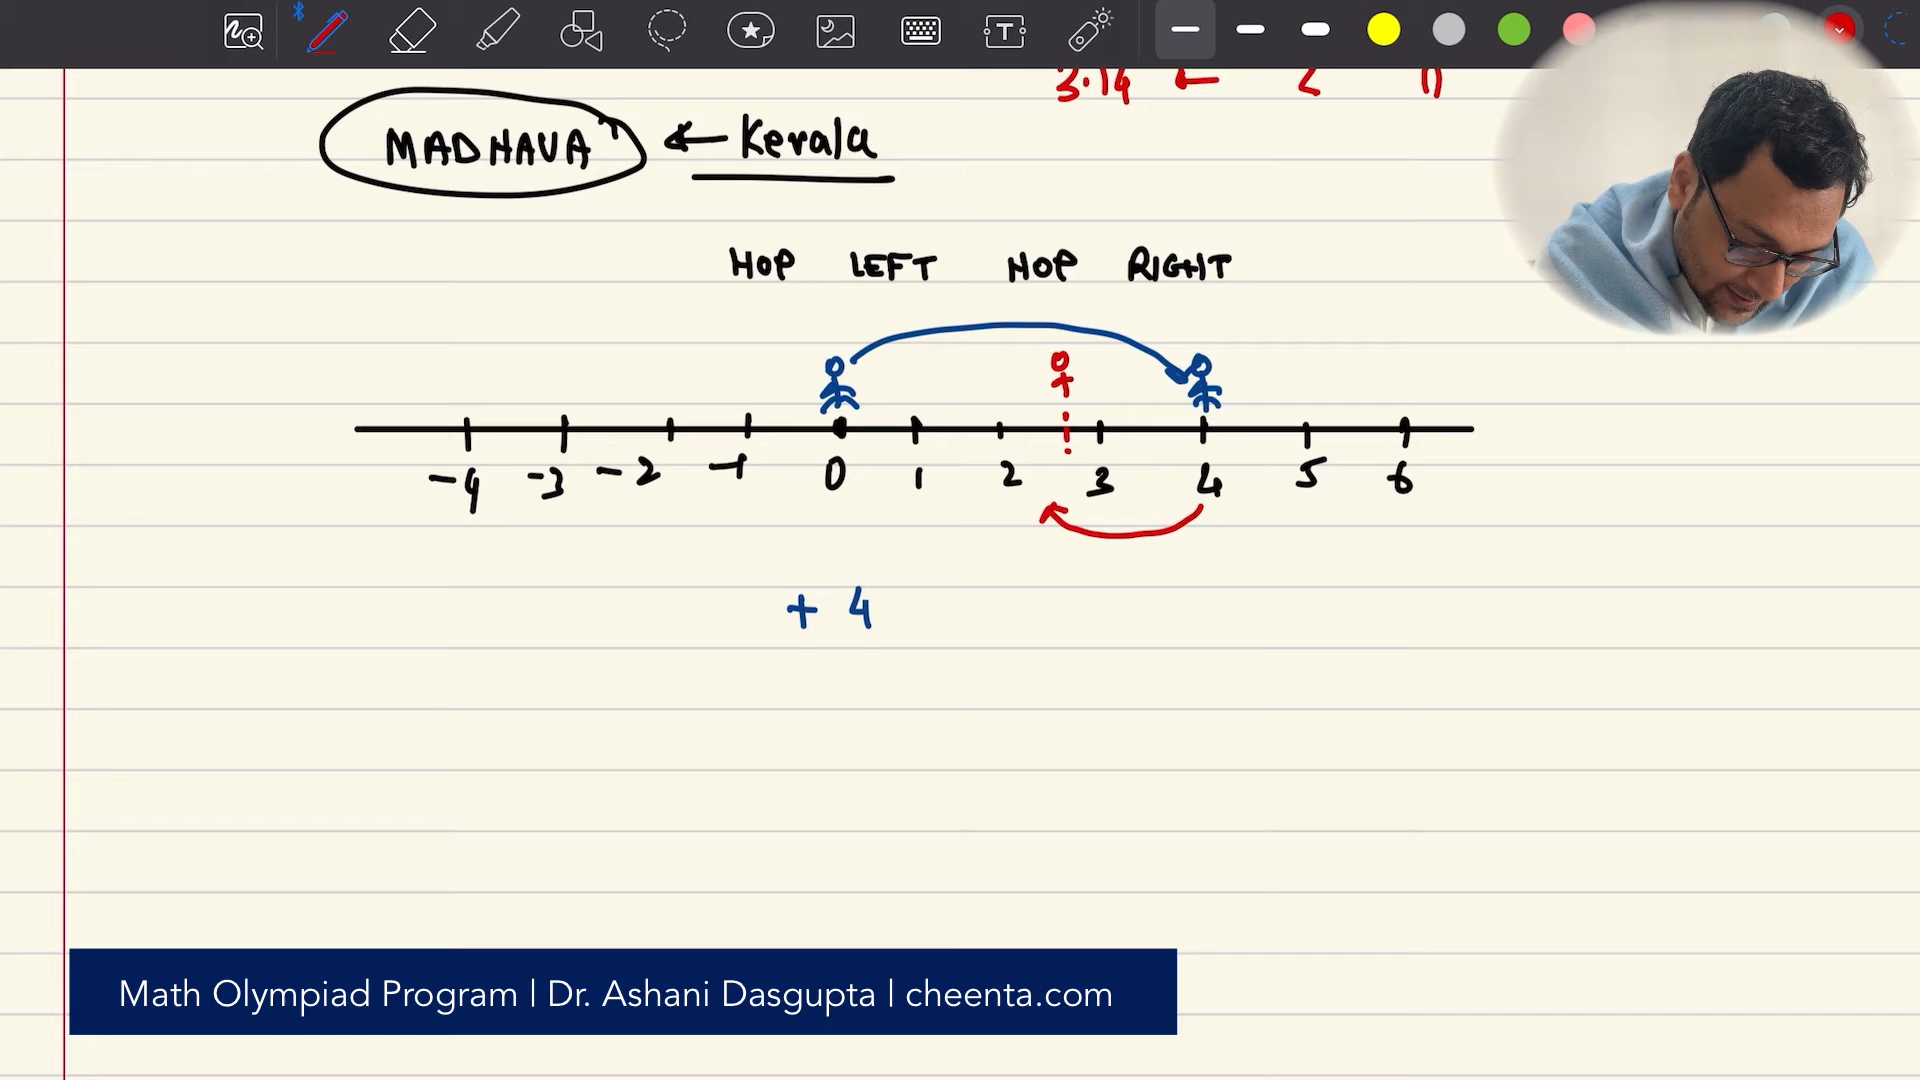 3.14 ←
MADHAVA ← Kerala
HOP LEFT HOP RIGHT
-4 -3 -2 -1 0 1 2 3 4 5 6
+ 4
Math Olympiad Program | Dr. Ashani Dasgupta | cheenta.com